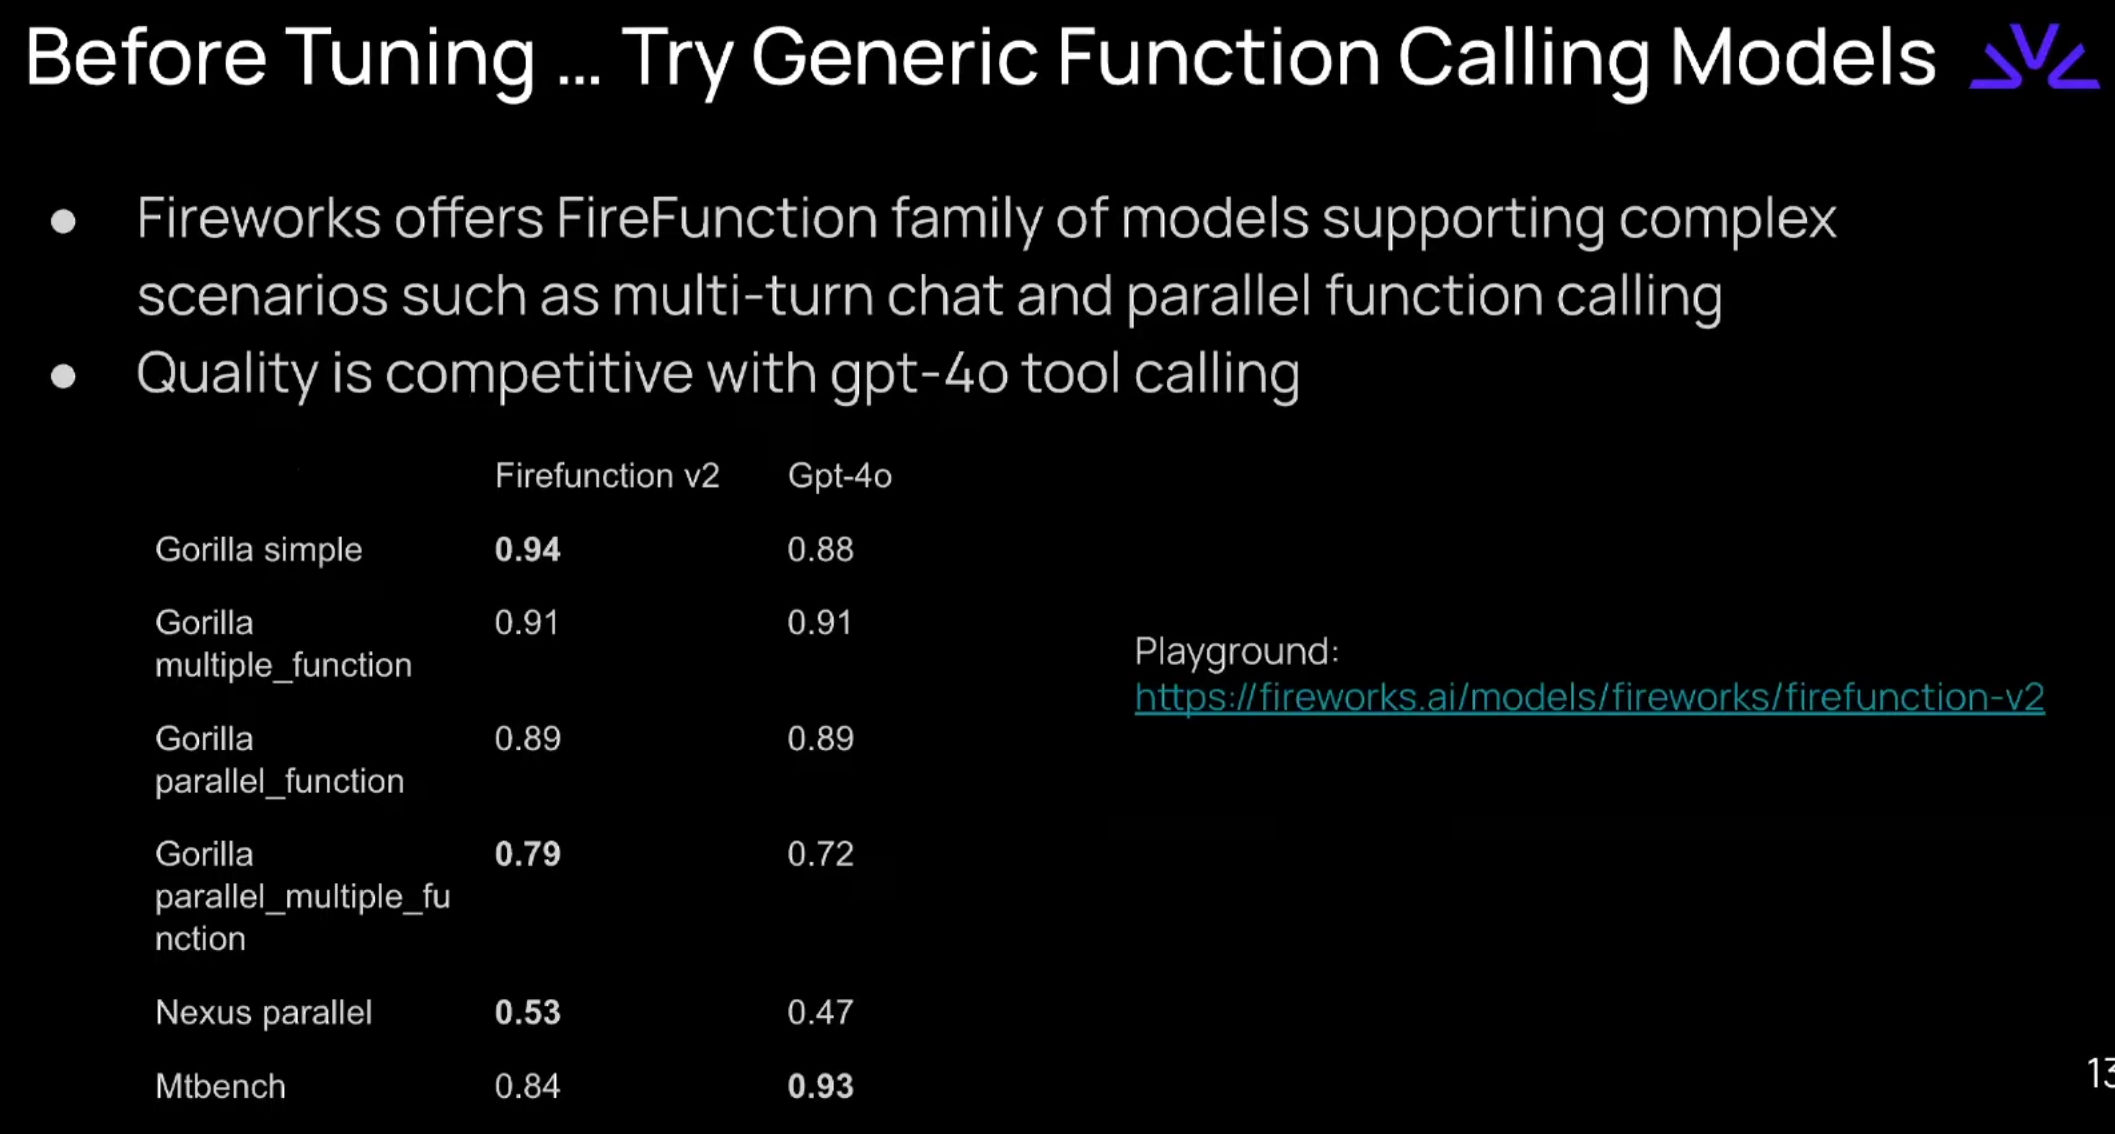 Before Tuning ... Try Generic Function Calling Models
● Fireworks offers FireFunction family of models supporting complex
scenarios such as multi-turn chat and parallel function calling
● Quality is competitive with gpt-4o tool calling
Firefunction v2 Gpt-4o
Gorilla simple 0.94 0.88
Gorilla 0.91 0.91
multiple_function
Gorilla 0.89 0.89
parallel_function
Gorilla 0.79 0.72
parallel_multiple_fu
nction
Nexus parallel 0.53 0.47
Mtbench 0.84 0.93
Playground:
https://fireworks.ai/models/fireworks/firefunction-v2
13